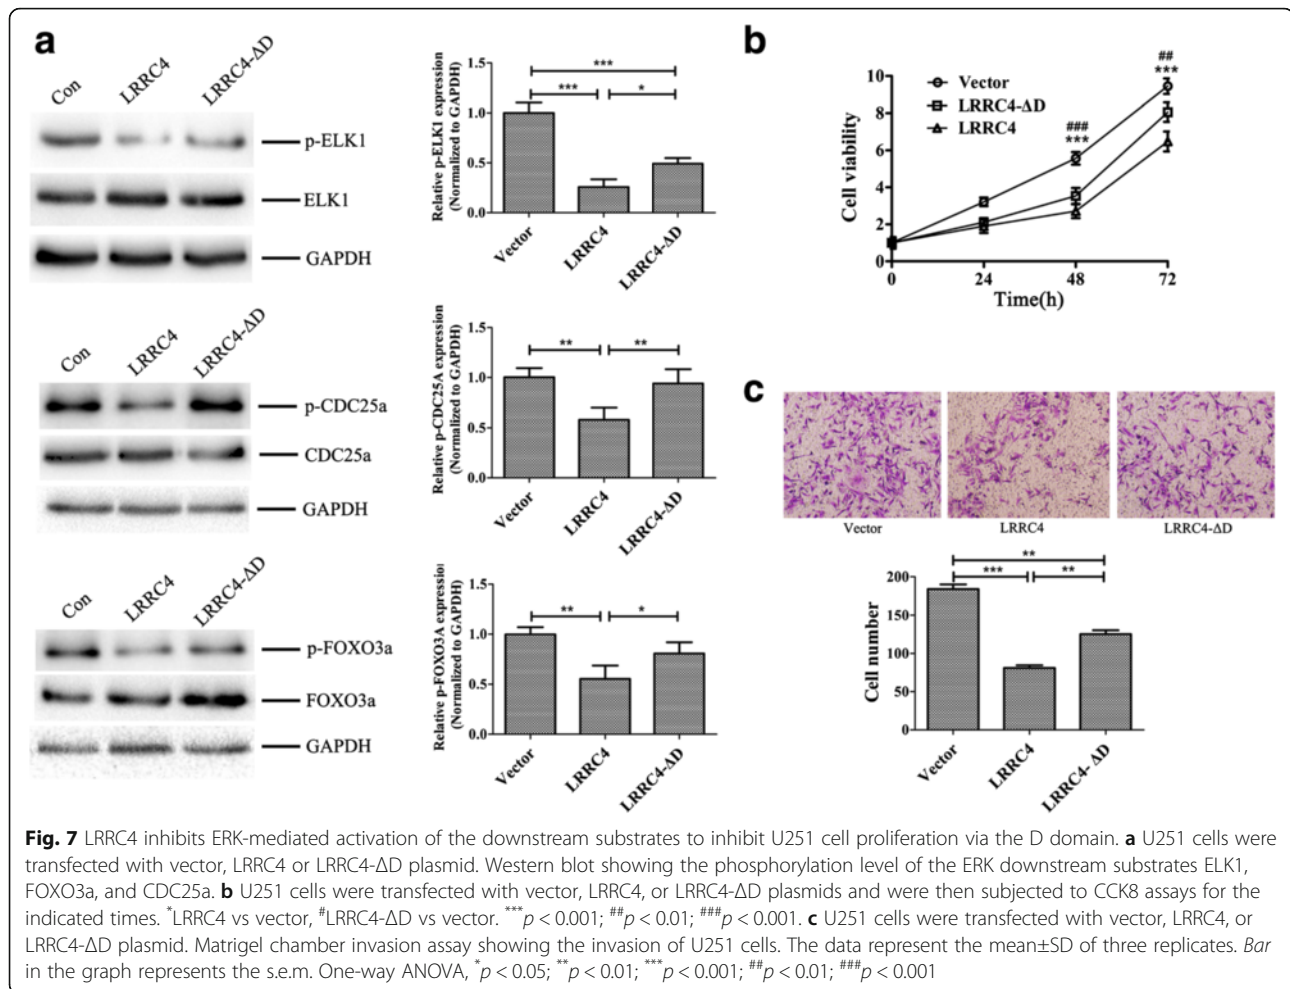 a
Con
LRRC4
LRRC4-ΔD
p-ELK1
ELK1
GAPDH
Relative p-ELK1 expression
(Normalized to GAPDH)
1.5
1.0
0.5
0.0
***
***
*
Vector
LRRC4
LRRC4-ΔD
Con
LRRC4
LRRC4-ΔD
p-CDC25a
CDC25a
GAPDH
Relative p-CDC25A expression
(Normalized to GAPDH)
1.5
1.0
0.5
0.0
**
**
Vector
LRRC4
LRRC4-ΔD
Con
LRRC4
LRRC4-ΔD
p-FOXO3a
FOXO3a
GAPDH
Relative p-FOXO3A expression
(Normalized to GAPDH)
1.5
1.0
0.5
0.0
**
*
Vector
LRRC4
LRRC4-ΔD
b
Cell viability
10
8
6
4
2
0
Vector
LRRC4-ΔD
LRRC4
###
***
##
***
0
24
48
72
Time(h)
c
Vector
LRRC4
LRRC4-ΔD
Cell number
200
150
100
50
0
**
***
**
Vector
LRRC4
LRRC4- ΔD
Fig. 7 LRRC4 inhibits ERK-mediated activation of the downstream substrates to inhibit U251 cell proliferation via the D domain. a U251 cells were
transfected with vector, LRRC4 or LRRC4-ΔD plasmid. Western blot showing the phosphorylation level of the ERK downstream substrates ELK1,
FOXO3a, and CDC25a. b U251 cells were transfected with vector, LRRC4, or LRRC4-ΔD plasmids and were then subjected to CCK8 assays for the
indicated times. *LRRC4 vs vector, #LRRC4-ΔD vs vector. ***p < 0.001; ##p < 0.01; ###p < 0.001. c U251 cells were transfected with vector, LRRC4, or
LRRC4-ΔD plasmid. Matrigel chamber invasion assay showing the invasion of U251 cells. The data represent the mean±SD of three replicates. Bar
in the graph represents the s.e.m. One-way ANOVA, *p < 0.05; **p < 0.01; ***p < 0.001; ##p < 0.01; ###p < 0.001